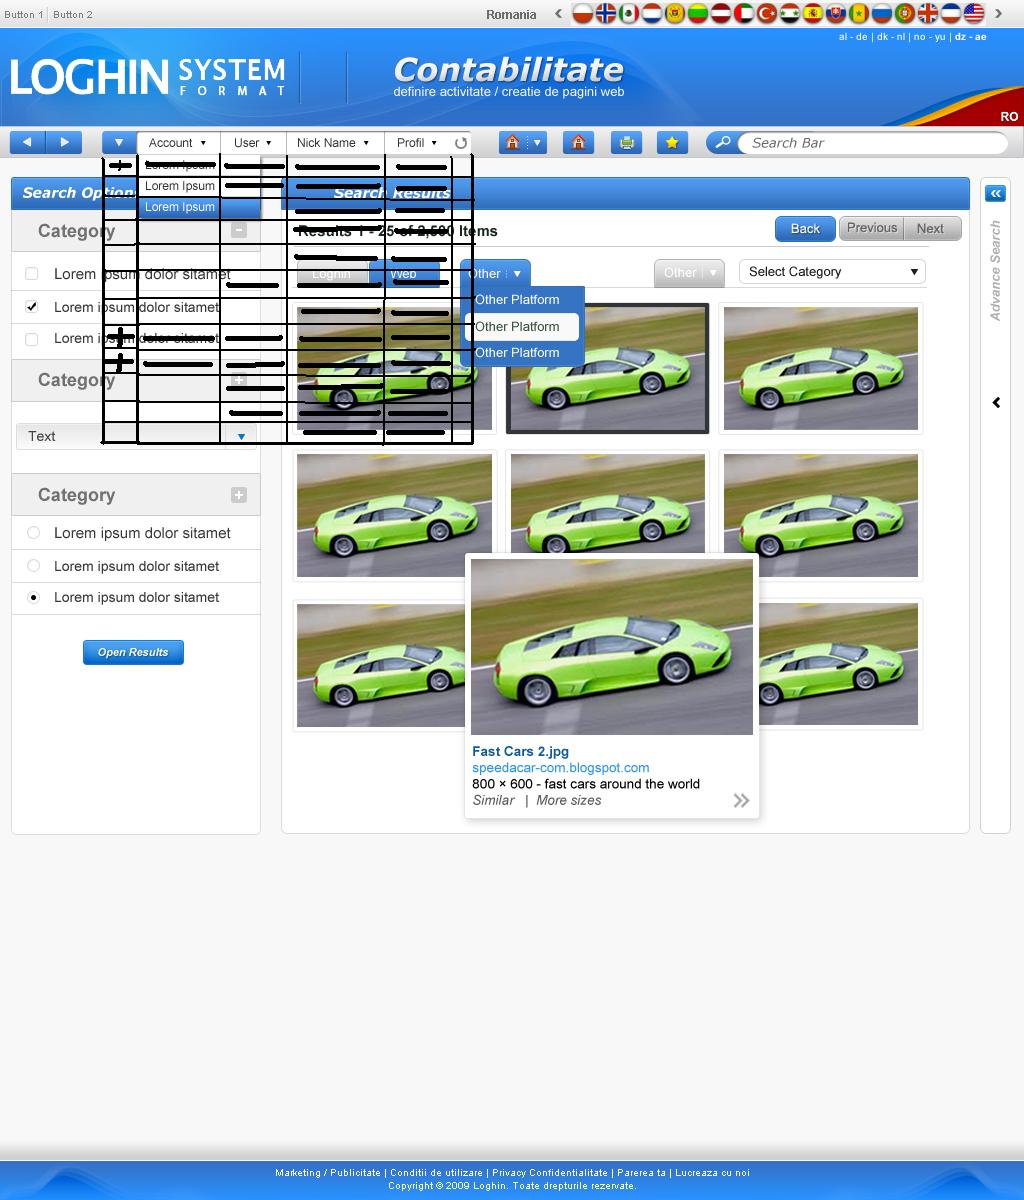 Button 1 Button 2
Romania
al - de | dk - nl | no - yu | dz - ae
LOGHIN SYSTEM
FORMAT
Contabilitate
definire activitate / creatie de pagini web
RO
Account User Nick Name Profil
Search Bar
Lorem Ipsum
Lorem Ipsum
Lorem Ipsum
Search Options
Search Results
Category
Results 1 - 25 of 2,500 Items
Back Previous Next
Lorem ipsum dolor sitamet
Lorem ipsum dolor sitamet
Lorem ipsum dolor sitamet
Category
Text
Category
Lorem ipsum dolor sitamet
Lorem ipsum dolor sitamet
Lorem ipsum dolor sitamet
Open Results
Loghin Web Other
Other Platform
Other Platform
Other Platform
Other Select Category
Advance Search
Fast Cars 2.jpg
speedacar-com.blogspot.com
800 × 600 - fast cars around the world
Similar | More sizes
Marketing / Publicitate | Conditii de utilizare | Privacy Confidentialitate | Parerea ta | Lucreaza cu noi
Copyright © 2009 Loghin. Toate drepturile rezervate.